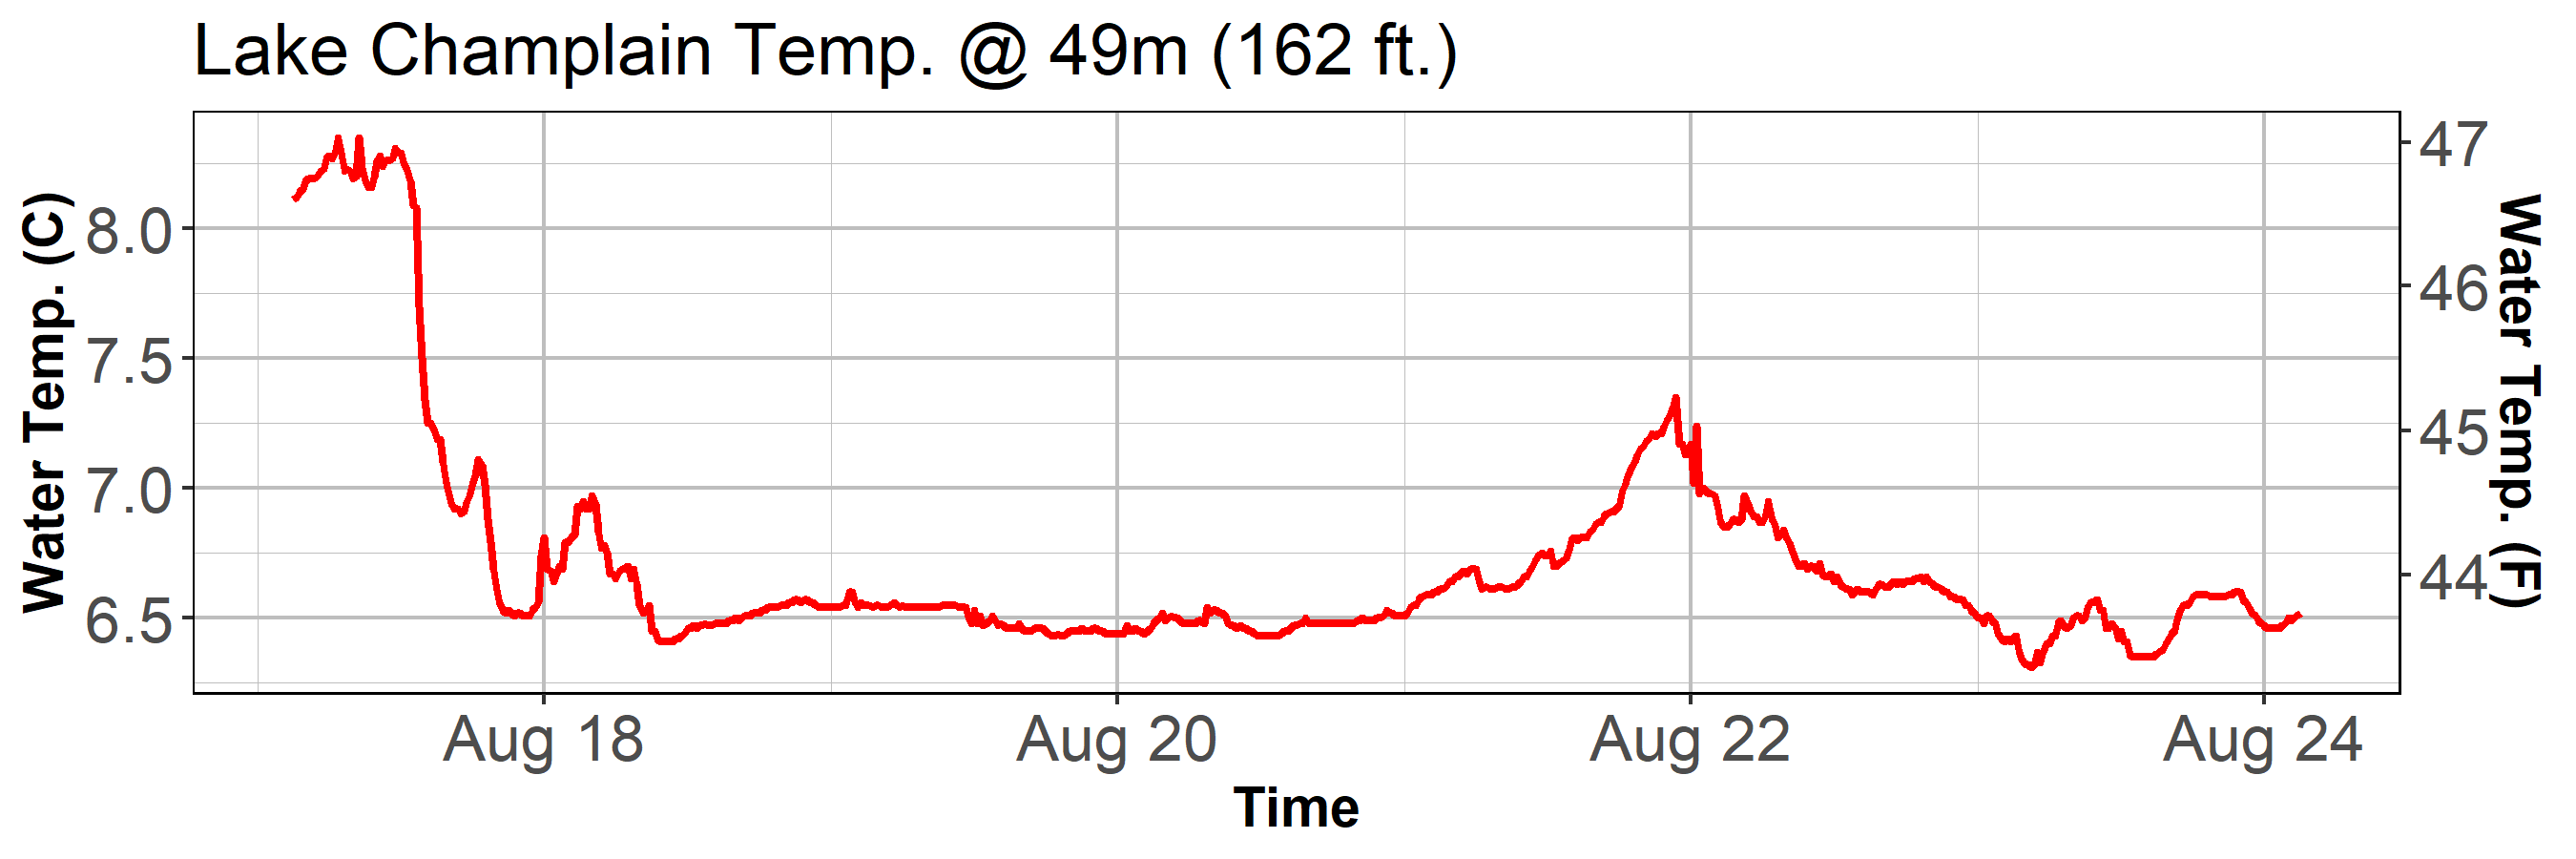 Lake Champlain Temp. @ 49m (162 ft.)
Water Temp. (C)
8.0
7.5
7.0
6.5
47
46
45
44
Water Temp. (F)
Aug 18 Aug 20 Aug 22 Aug 24
Time